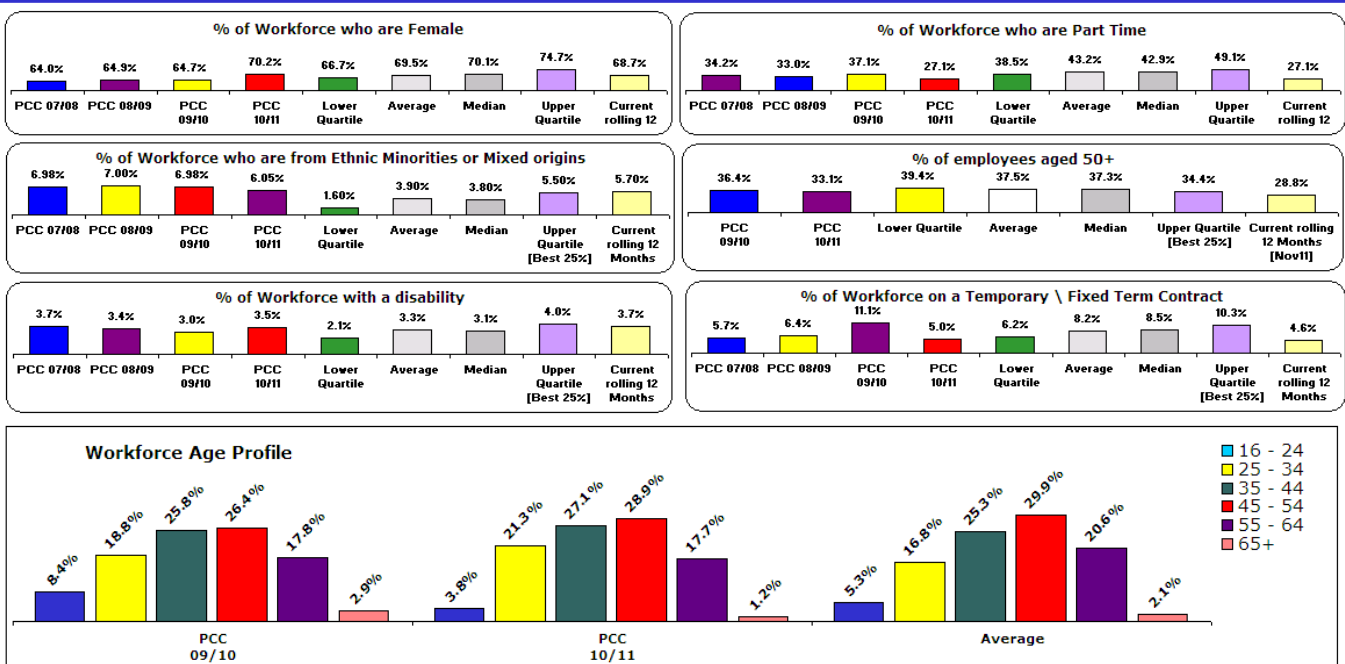 % of Workforce who are Female
64.0% 64.9% 64.7% 70.2% 66.7% 69.5% 70.1% 74.7% 68.7%
PCC 07/08 PCC 08/09 PCC 09/10 PCC 10/11 Lower Quartile Average Median Upper Quartile Current rolling 12
% of Workforce who are Part Time
34.2% 33.0% 37.1% 27.1% 38.5% 43.2% 42.9% 49.1% 27.1%
PCC 07/08 PCC 08/09 PCC 09/10 PCC 10/11 Lower Quartile Average Median Upper Quartile Current rolling 12
% of Workforce who are from Ethnic Minorities or Mixed origins
6.98% 7.00% 6.98% 6.05% 1.60% 3.90% 3.80% 5.50% 5.70%
PCC 07/08 PCC 08/09 PCC 09/10 PCC 10/11 Lower Quartile Average Median Upper Quartile [Best 25%] Current rolling 12 Months
% of employees aged 50+
36.4% 33.1% 39.4% 37.5% 37.3% 34.4% 28.8%
PCC 09/10 PCC 10/11 Lower Quartile Average Median Upper Quartile [Best 25%] Current rolling 12 Months [Nov11]
% of Workforce with a disability
3.7% 3.4% 3.0% 3.5% 2.1% 3.3% 3.1% 4.0% 3.7%
PCC 07/08 PCC 08/09 PCC 09/10 PCC 10/11 Lower Quartile Average Median Upper Quartile [Best 25%] Current rolling 12 Months
% of Workforce on a Temporary \ Fixed Term Contract
5.7% 6.4% 11.1% 5.0% 6.2% 8.2% 8.5% 10.3% 4.6%
PCC 07/08 PCC 08/09 PCC 09/10 PCC 10/11 Lower Quartile Average Median Upper Quartile [Best 25%] Current rolling 12 Months
Workforce Age Profile
8.4% 18.8% 25.8% 26.4% 17.8% 2.9%
3.8% 21.3% 27.1% 28.9% 17.7% 1.2%
5.3% 16.8% 25.3% 29.9% 20.6% 2.1%
PCC 09/10
PCC 10/11
Average
16 - 24
25 - 34
35 - 44
45 - 54
55 - 64
65+